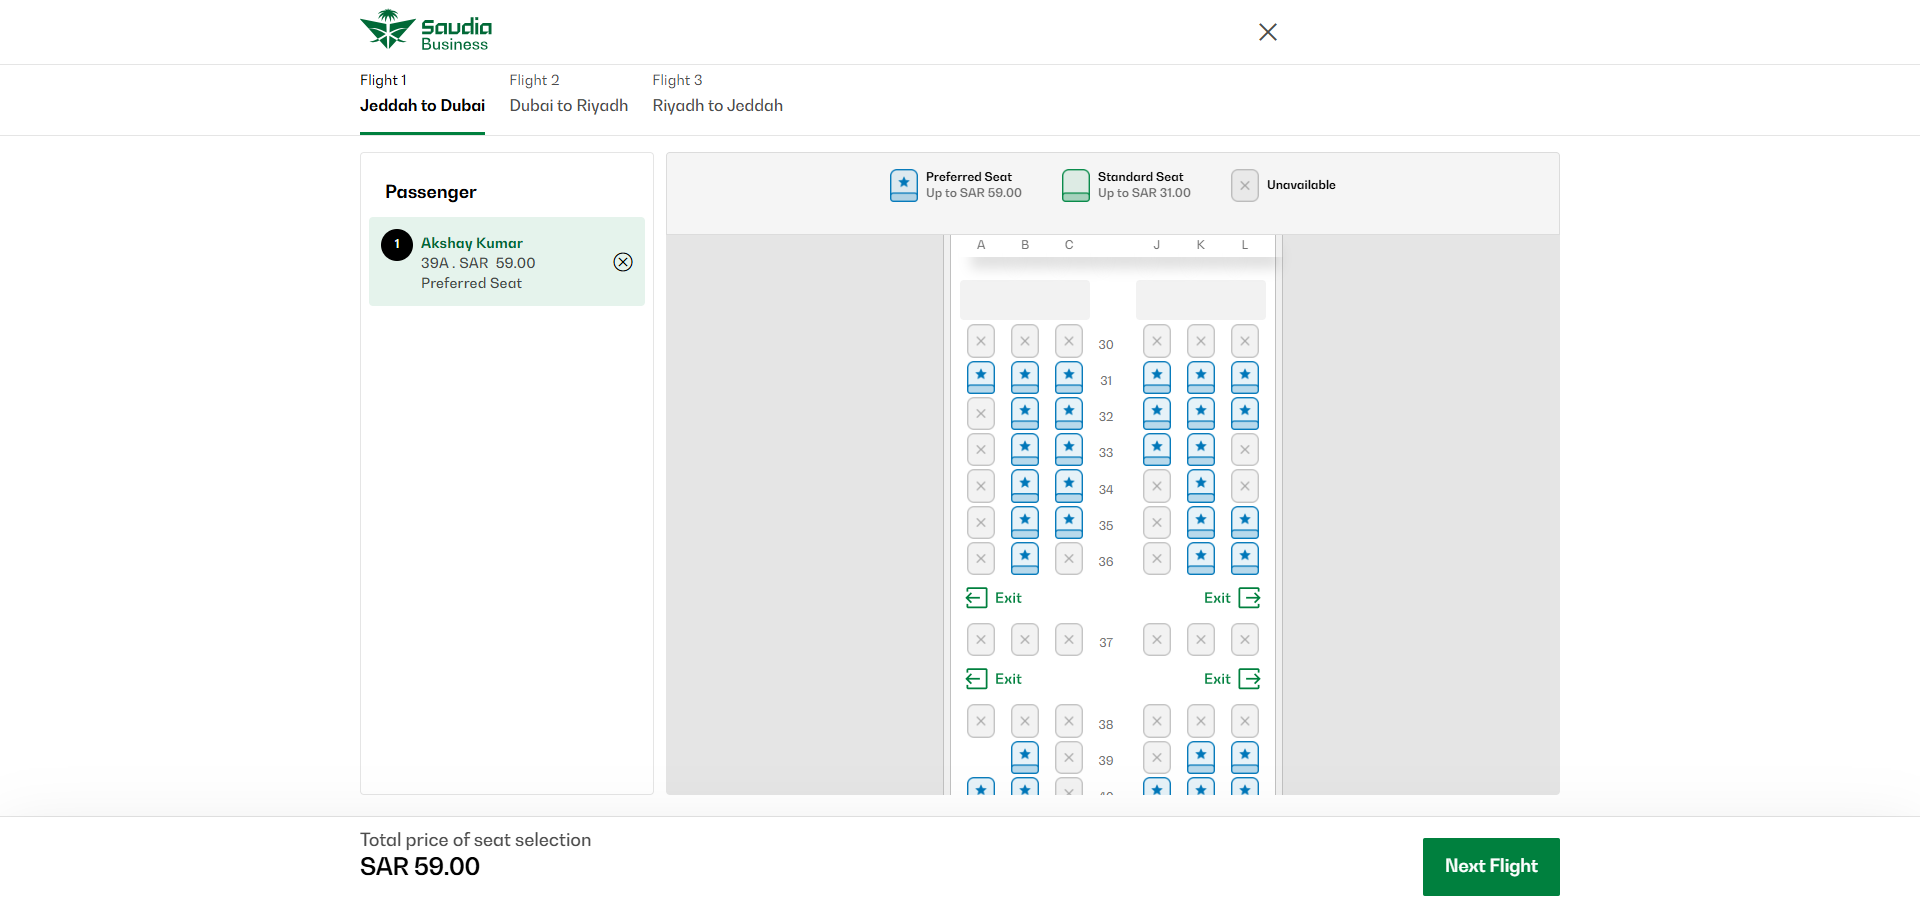 Saudia
Business
Flight 1
Jeddah to Dubai
Flight 2
Dubai to Riyadh
Flight 3
Riyadh to Jeddah
Passenger
1
Akshay Kumar
39A . SAR 59.00
Preferred Seat
Preferred Seat
Up to SAR 59.00
Standard Seat
Up to SAR 31.00
Unavailable
A B C J K L
30
31
32
33
34
35
36
Exit Exit
37
Exit Exit
38
39
Total price of seat selection
SAR 59.00
Next Flight